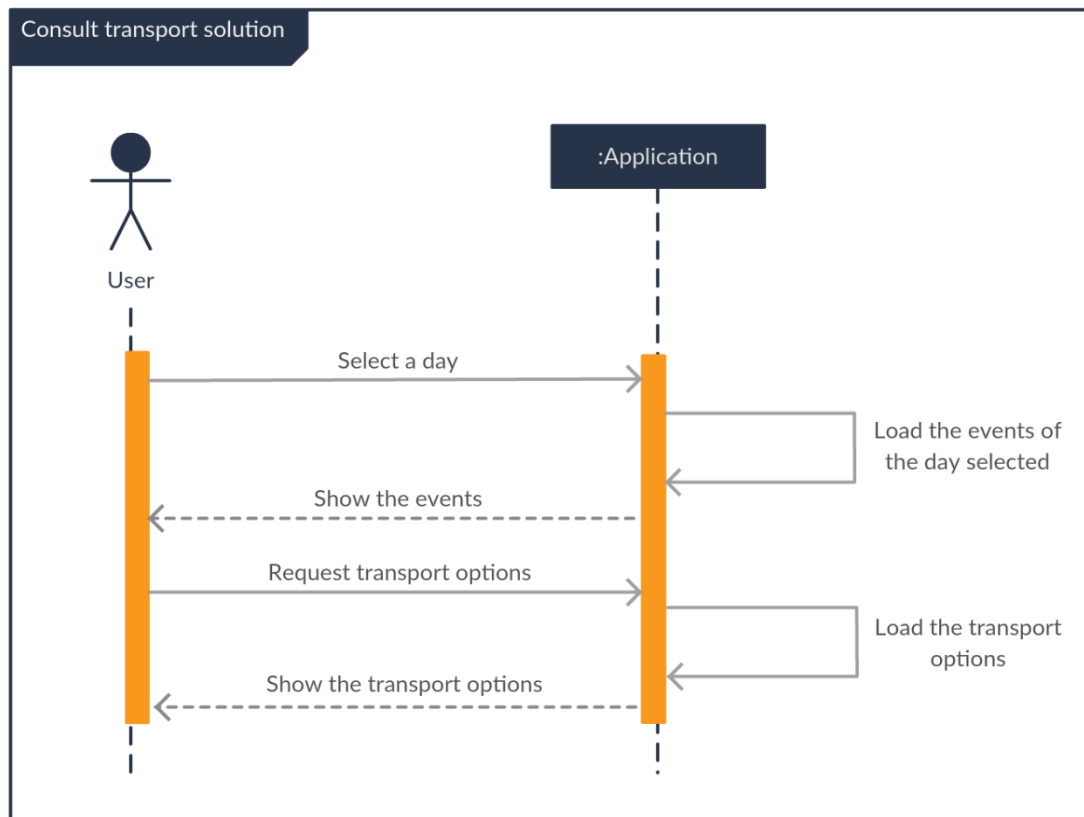 Consult transport solution
:Application
User
Select a day
Load the events of
the day selected
Show the events
Request transport options
Load the transport
options
Show the transport options